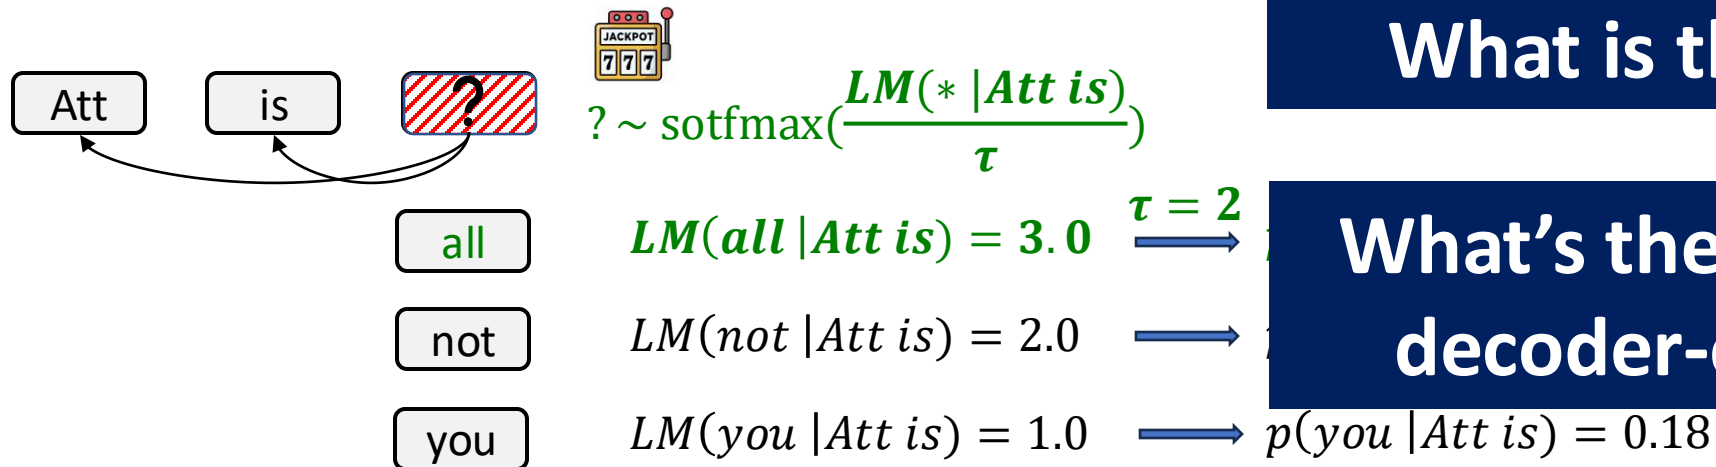 JACKPOT
777
What is t
Att is ? ? ~ sotfmax(LM(* |Att is)/τ)
τ = 2
all LM(all |Att is) = 3.0
What's the
not LM(not |Att is) = 2.0
decoder-
you LM(you |Att is) = 1.0 p(you |Att is) = 0.18